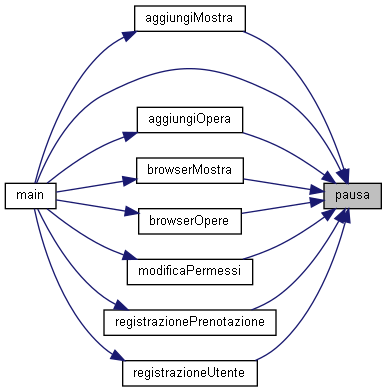 aggiungiMostra
aggiungiOpera
browserMostra
main
pausa
browserOpere
modificaPermessi
registrazionePrenotazione
registrazioneUtente